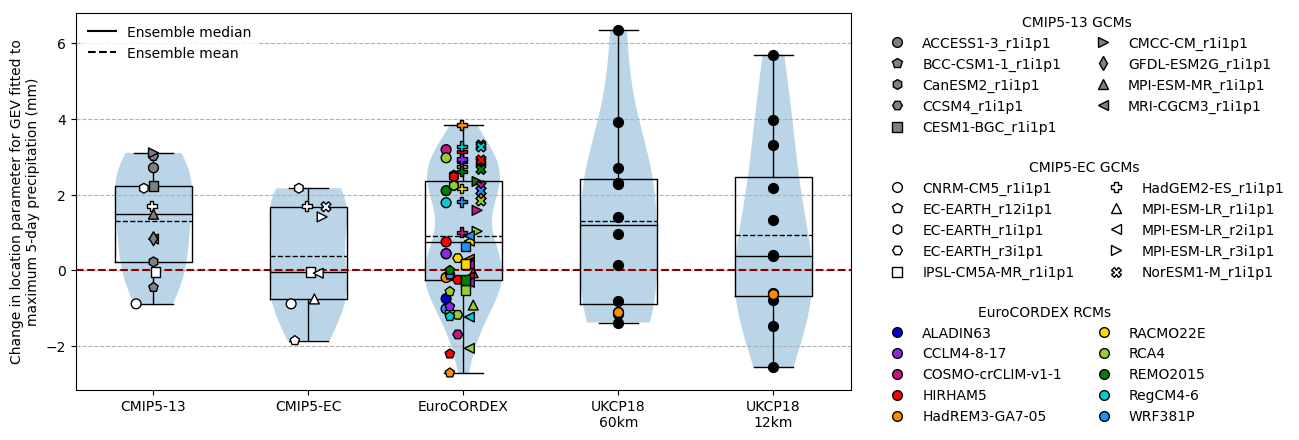 Change in location parameter for GEV fitted to
maximum 5-day precipitation (mm)
6
4
2
0
−2
Ensemble median
Ensemble mean
CMIP5-13
CMIP5-EC
EuroCORDEX
UKCP18
60km
UKCP18
12km
CMIP5-13 GCMs
ACCESS1-3_r1i1p1
BCC-CSM1-1_r1i1p1
CanESM2_r1i1p1
CCSM4_r1i1p1
CESM1-BGC_r1i1p1
CMCC-CM_r1i1p1
GFDL-ESM2G_r1i1p1
MPI-ESM-MR_r1i1p1
MRI-CGCM3_r1i1p1
CMIP5-EC GCMs
CNRM-CM5_r1i1p1
EC-EARTH_r12i1p1
EC-EARTH_r1i1p1
EC-EARTH_r3i1p1
IPSL-CM5A-MR_r1i1p1
HadGEM2-ES_r1i1p1
MPI-ESM-LR_r1i1p1
MPI-ESM-LR_r2i1p1
MPI-ESM-LR_r3i1p1
NorESM1-M_r1i1p1
EuroCORDEX RCMs
ALADIN63
CCLM4-8-17
COSMO-crCLIM-v1-1
HIRHAM5
HadREM3-GA7-05
RACMO22E
RCA4
REMO2015
RegCM4-6
WRF381P